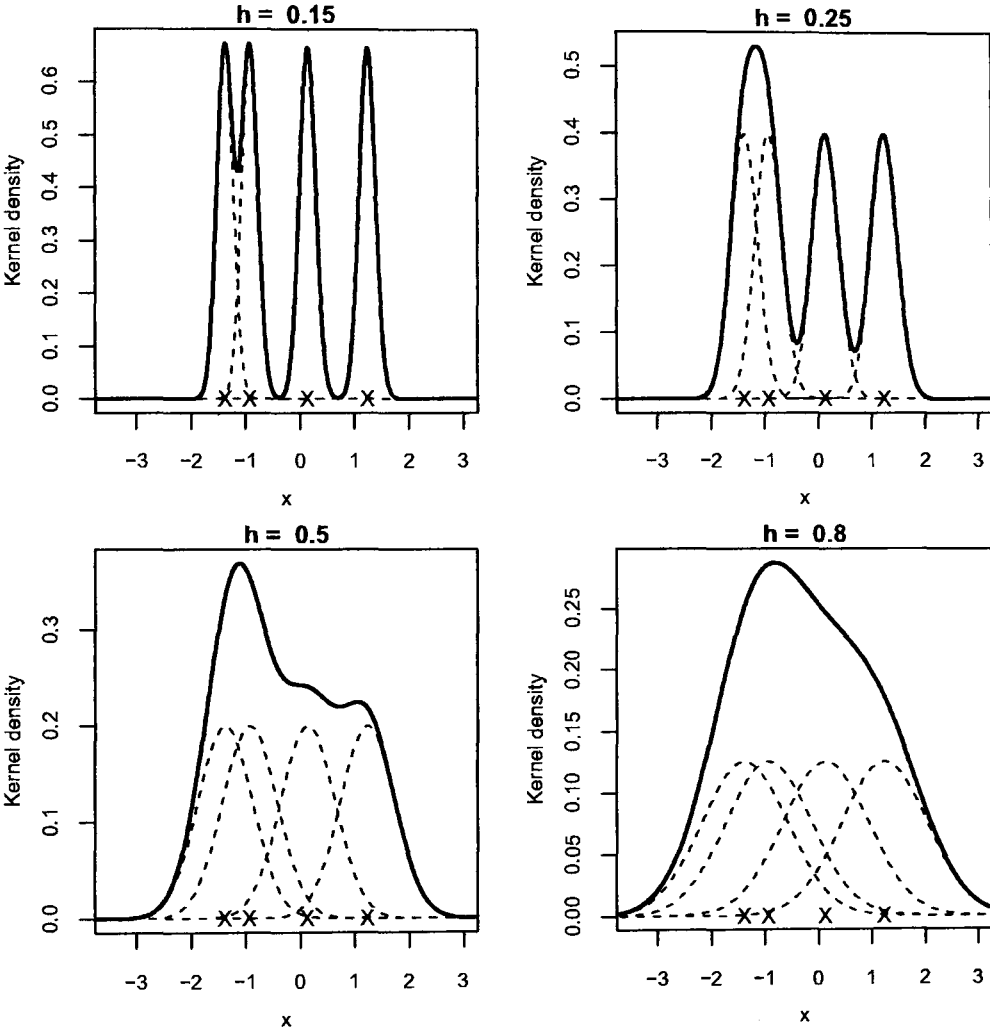 h = 0.15
Kernel density
0.0 0.1 0.2 0.3 0.4 0.5 0.6
−3 −2 −1 0 1 2 3
x
h = 0.25
Kernel density
0.0 0.1 0.2 0.3 0.4 0.5
−3 −2 −1 0 1 2 3
x
h = 0.5
Kernel density
0.0 0.1 0.2 0.3
−3 −2 −1 0 1 2 3
x
h = 0.8
Kernel density
0.00 0.05 0.10 0.15 0.20 0.25
−3 −2 −1 0 1 2 3
x